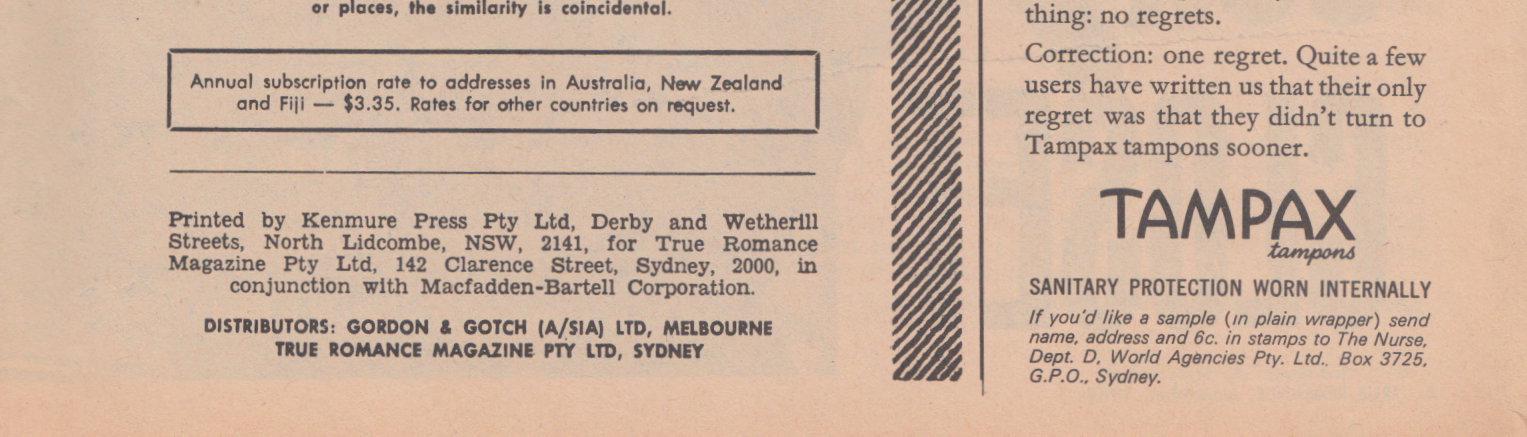 or places, the similarity is coincidental.
Annual subscription rate to addresses in Australia, New Zealand
and Fiji — $3.35. Rates for other countries on request.
Printed by Kenmure Press Pty Ltd, Derby and Wetherill
Streets, North Lidcombe, NSW, 2141, for True Romance
Magazine Pty Ltd, 142 Clarence Street, Sydney, 2000, in
conjunction with Macfadden-Bartell Corporation.
DISTRIBUTORS: GORDON & GOTCH (A/SIA) LTD, MELBOURNE
TRUE ROMANCE MAGAZINE PTY LTD, SYDNEY
thing: no regrets.
Correction: one regret. Quite a few
users have written us that their only
regret was that they didn't turn to
Tampax tampons sooner.
TAMPAX
tampons
SANITARY PROTECTION WORN INTERNALLY
If you'd like a sample (in plain wrapper) send
name, address and 6c. in stamps to The Nurse,
Dept. D, World Agencies Pty. Ltd., Box 3725,
G.P.O., Sydney.